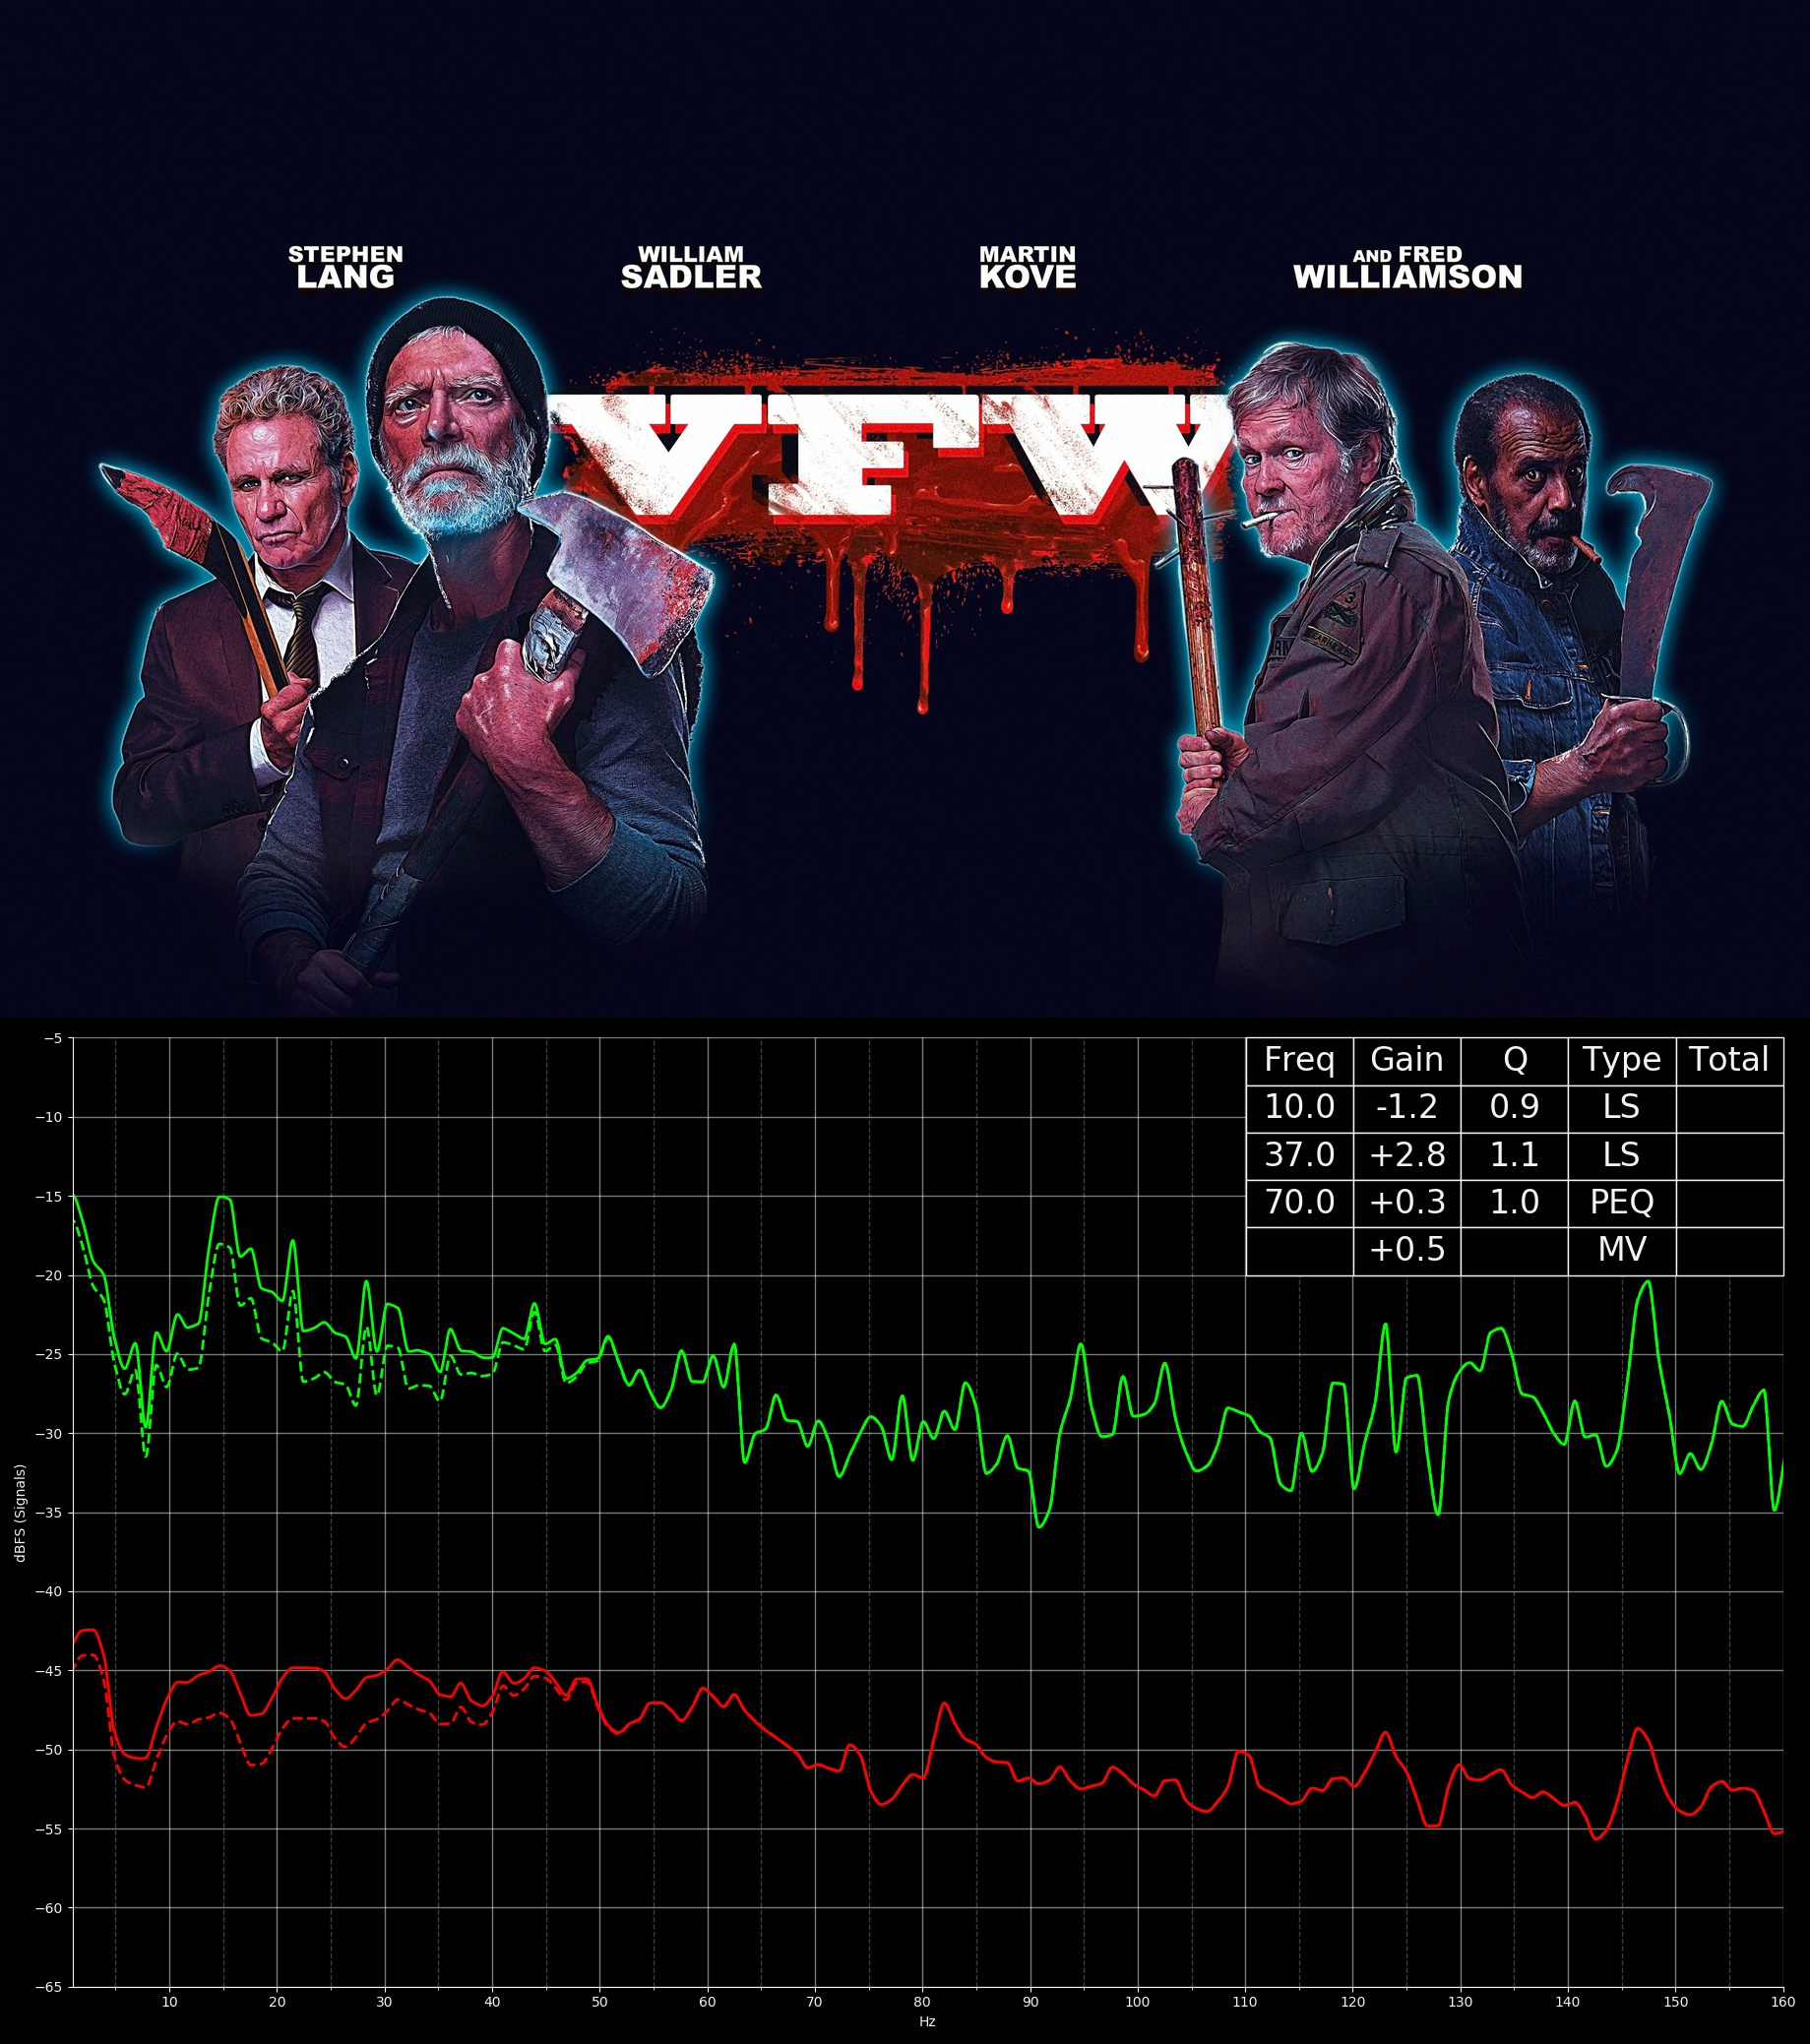 STEPHEN
LANG
WILLIAM
SADLER
MARTIN
KOVE
AND FRED
WILLIAMSON
VFW
3
Freq Gain Q Type Total
10.0 -1.2 0.9 LS
37.0 +2.8 1.1 LS
70.0 +0.3 1.0 PEQ
+0.5 MV
−5
−10
−15
−20
−25
−30
−35
−40
−45
−50
−55
−60
−65
dBFS (Signals)
10 20 30 40 50 60 70 80 90 100 110 120 130 140 150 160
Hz